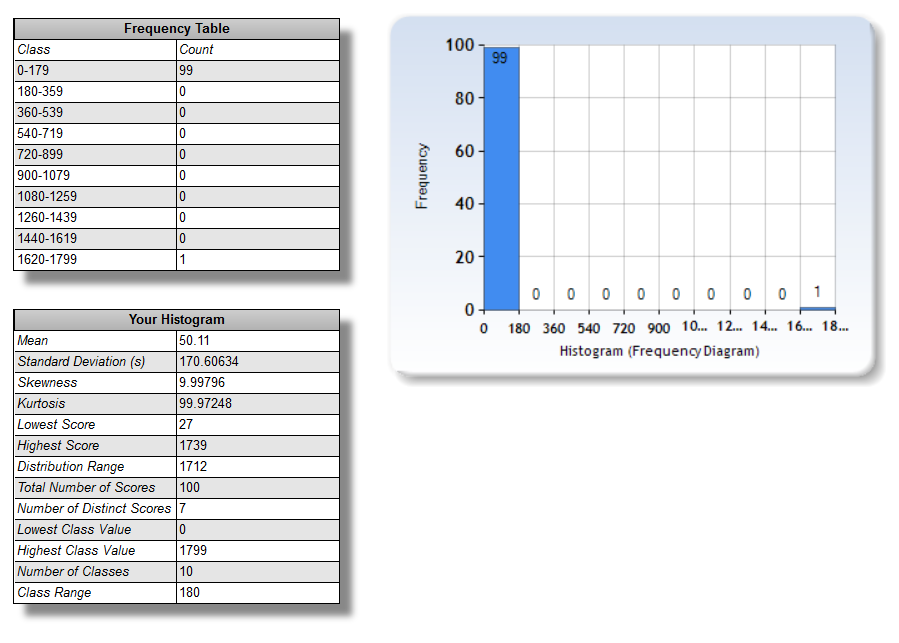 Frequency Table
Class Count
0-179 99
180-359 0
360-539 0
540-719 0
720-899 0
900-1079 0
1080-1259 0
1260-1439 0
1440-1619 0
1620-1799 1
Your Histogram
Mean 50.11
Standard Deviation (s) 170.60634
Skewness 9.99796
Kurtosis 99.97248
Lowest Score 27
Highest Score 1739
Distribution Range 1712
Total Number of Scores 100
Number of Distinct Scores 7
Lowest Class Value 0
Highest Class Value 1799
Number of Classes 10
Class Range 180
Frequency
100
80
60
40
20
0
99 0 0 0 0 0 0 0 0 1
0 180 360 540 720 900 10... 12... 14... 16... 18...
Histogram (Frequency Diagram)